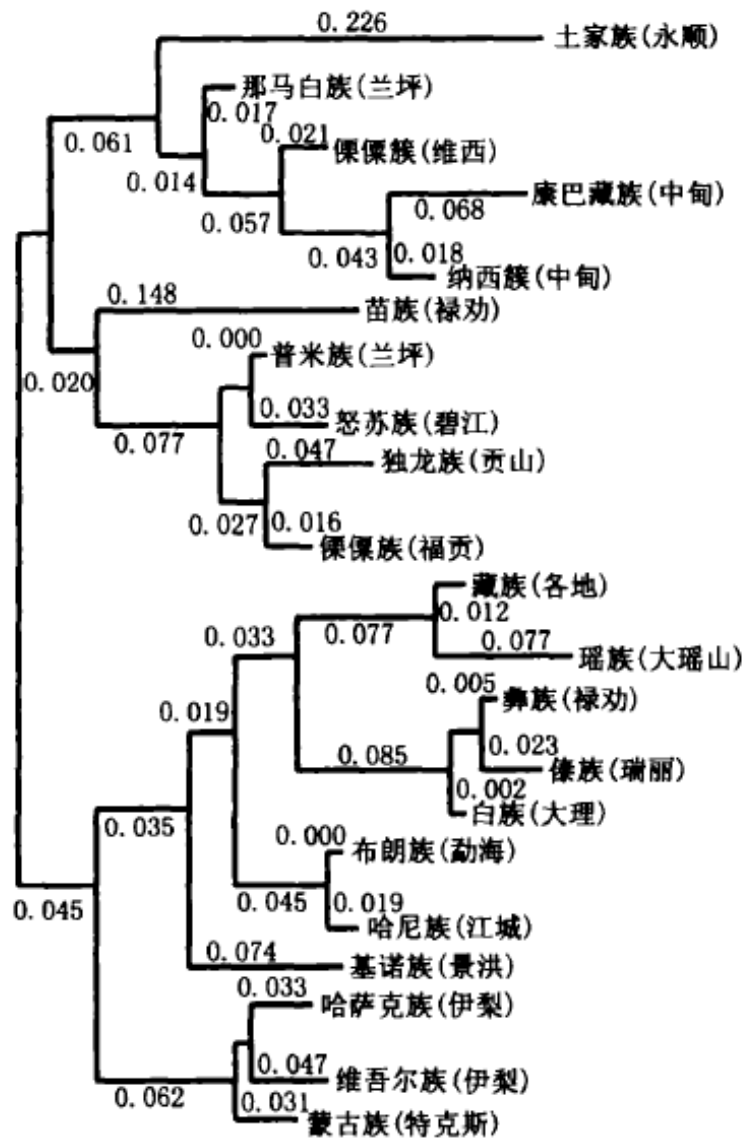 0.226
土家族(永顺)
那马白族(兰坪)
0.017
0.061
0.021
傈僳簇(维西)
0.014
康巴藏族(中甸)
0.068
0.057
0.043
0.018
纳西簇(中甸)
0.148
苗族(禄劝)
0.000
普米族(兰坪)
0.020
0.033
怒苏族(碧江)
0.077
0.047
独龙族(贡山)
0.027
0.016
傈僳族(福贡)
藏族(各地)
0.012
0.033
0.077
0.077
瑶族(大瑶山)
0.005
彝族(禄劝)
0.019
0.023
0.085
傣族(瑞丽)
0.002
白族(大理)
0.035
0.000
布朗族(勐海)
0.045
0.045
0.019
哈尼族(江城)
0.074
基诺族(景洪)
0.033
哈萨克族(伊犁)
0.047
维吾尔族(伊犁)
0.062
0.031
蒙古族(特克斯)